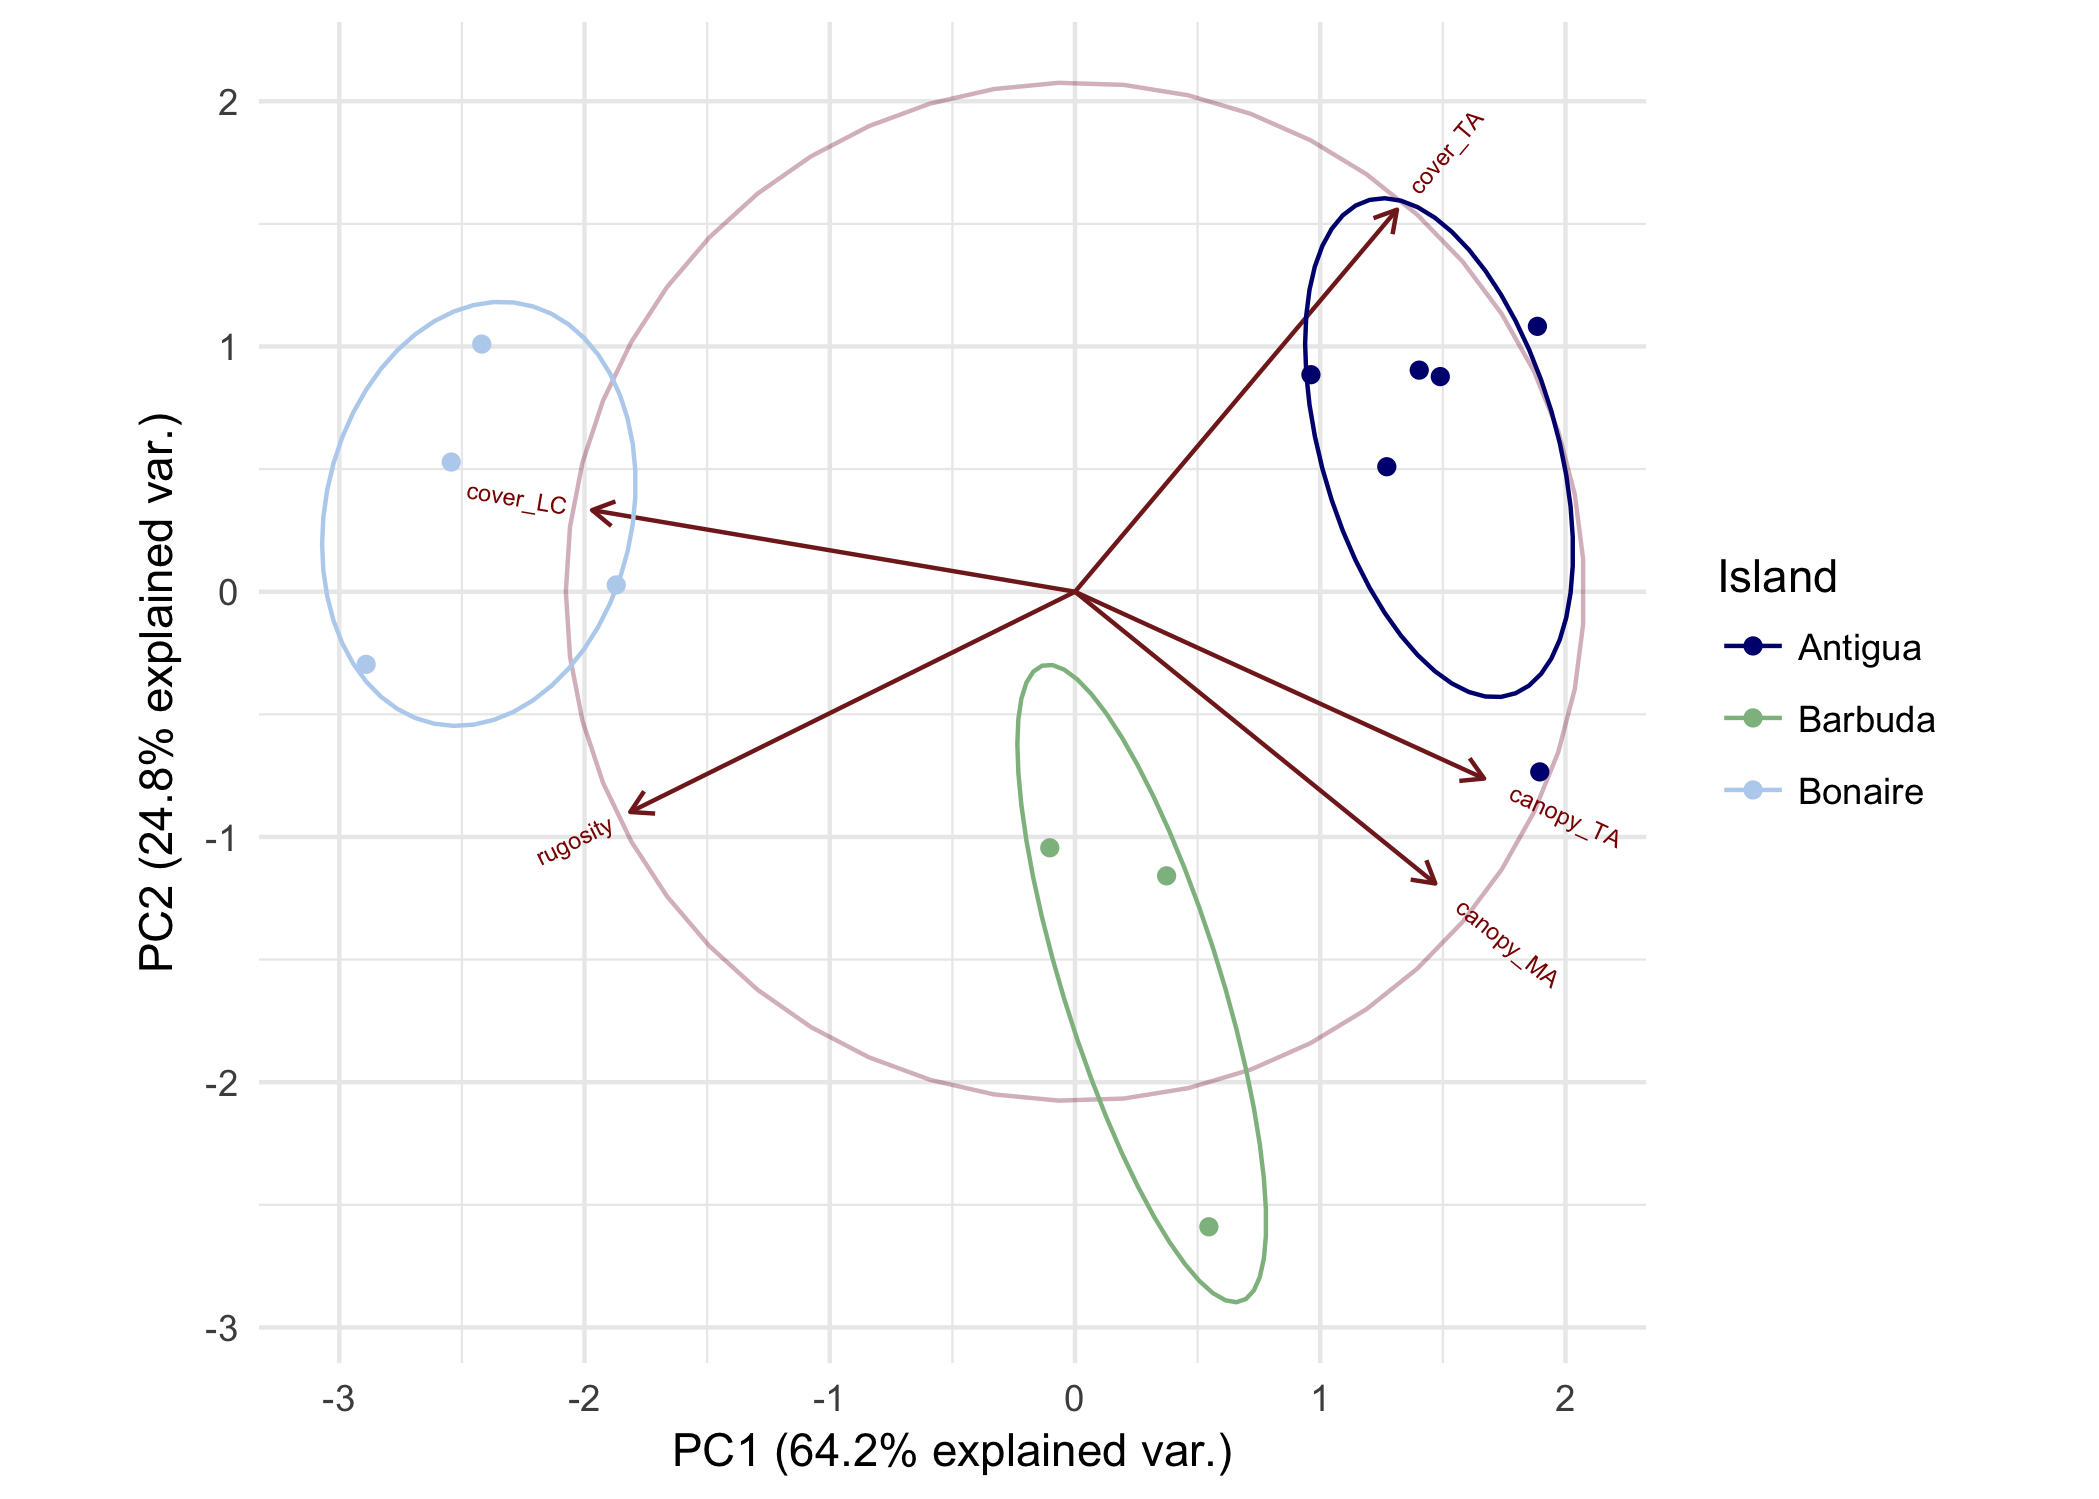 2
1
0
-1
-2
-3
PC2 (24.8% explained var.)
cover_TA
cover_LC
rugosity
canopy_TA
canopy_MA
-3
-2
-1
0
1
2
PC1 (64.2% explained var.)
Island
Antigua
Barbuda
Bonaire